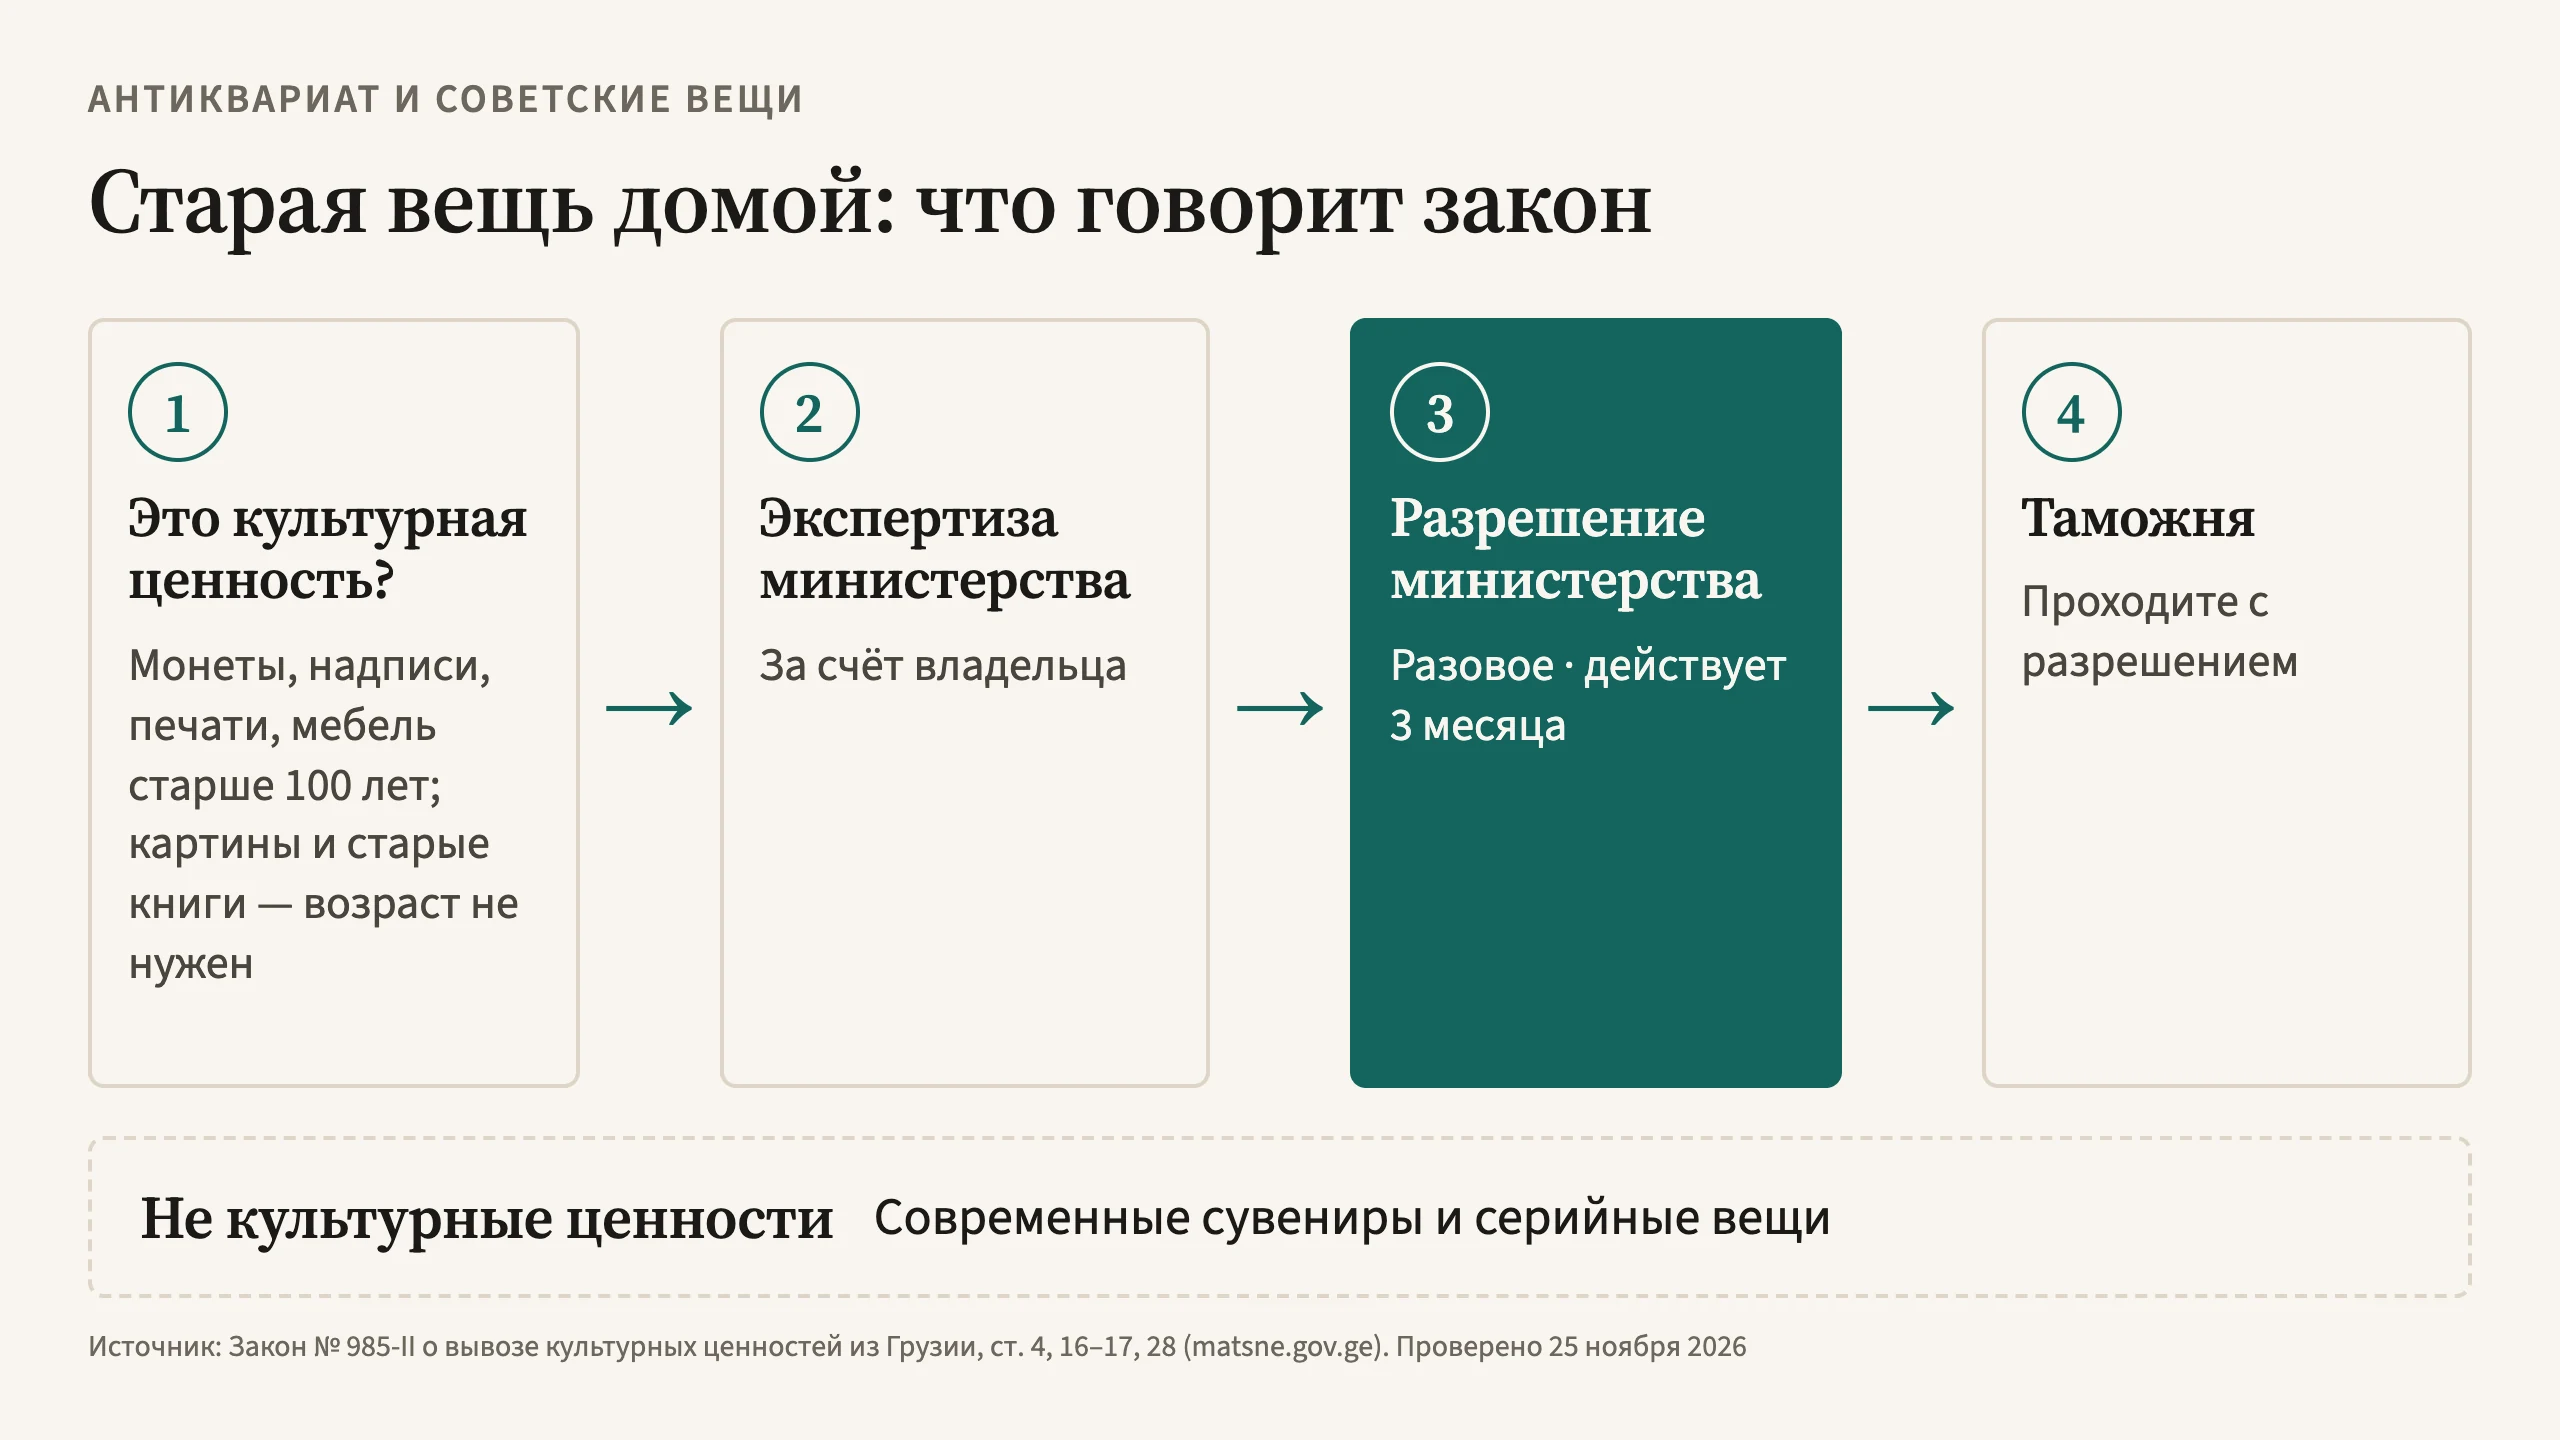 АНТИКВАРИАТ И СОВЕТСКИЕ ВЕЩИ
Старая вещь домой: что говорит закон
1
Это культурная
ценность?
Монеты, надписи,
печати, мебель
старше 100 лет;
картины и старые
книги — возраст не
нужен
→
2
Экспертиза
министерства
За счёт владельца
→
3
Разрешение
министерства
Разовое · действует
3 месяца
→
4
Таможня
Проходите с
разрешением
Не культурные ценности Современные сувениры и серийные вещи
Источник: Закон № 985-II о вывозе культурных ценностей из Грузии, ст. 4, 16–17, 28 (matsne.gov.ge). Проверено 25 ноября 2026